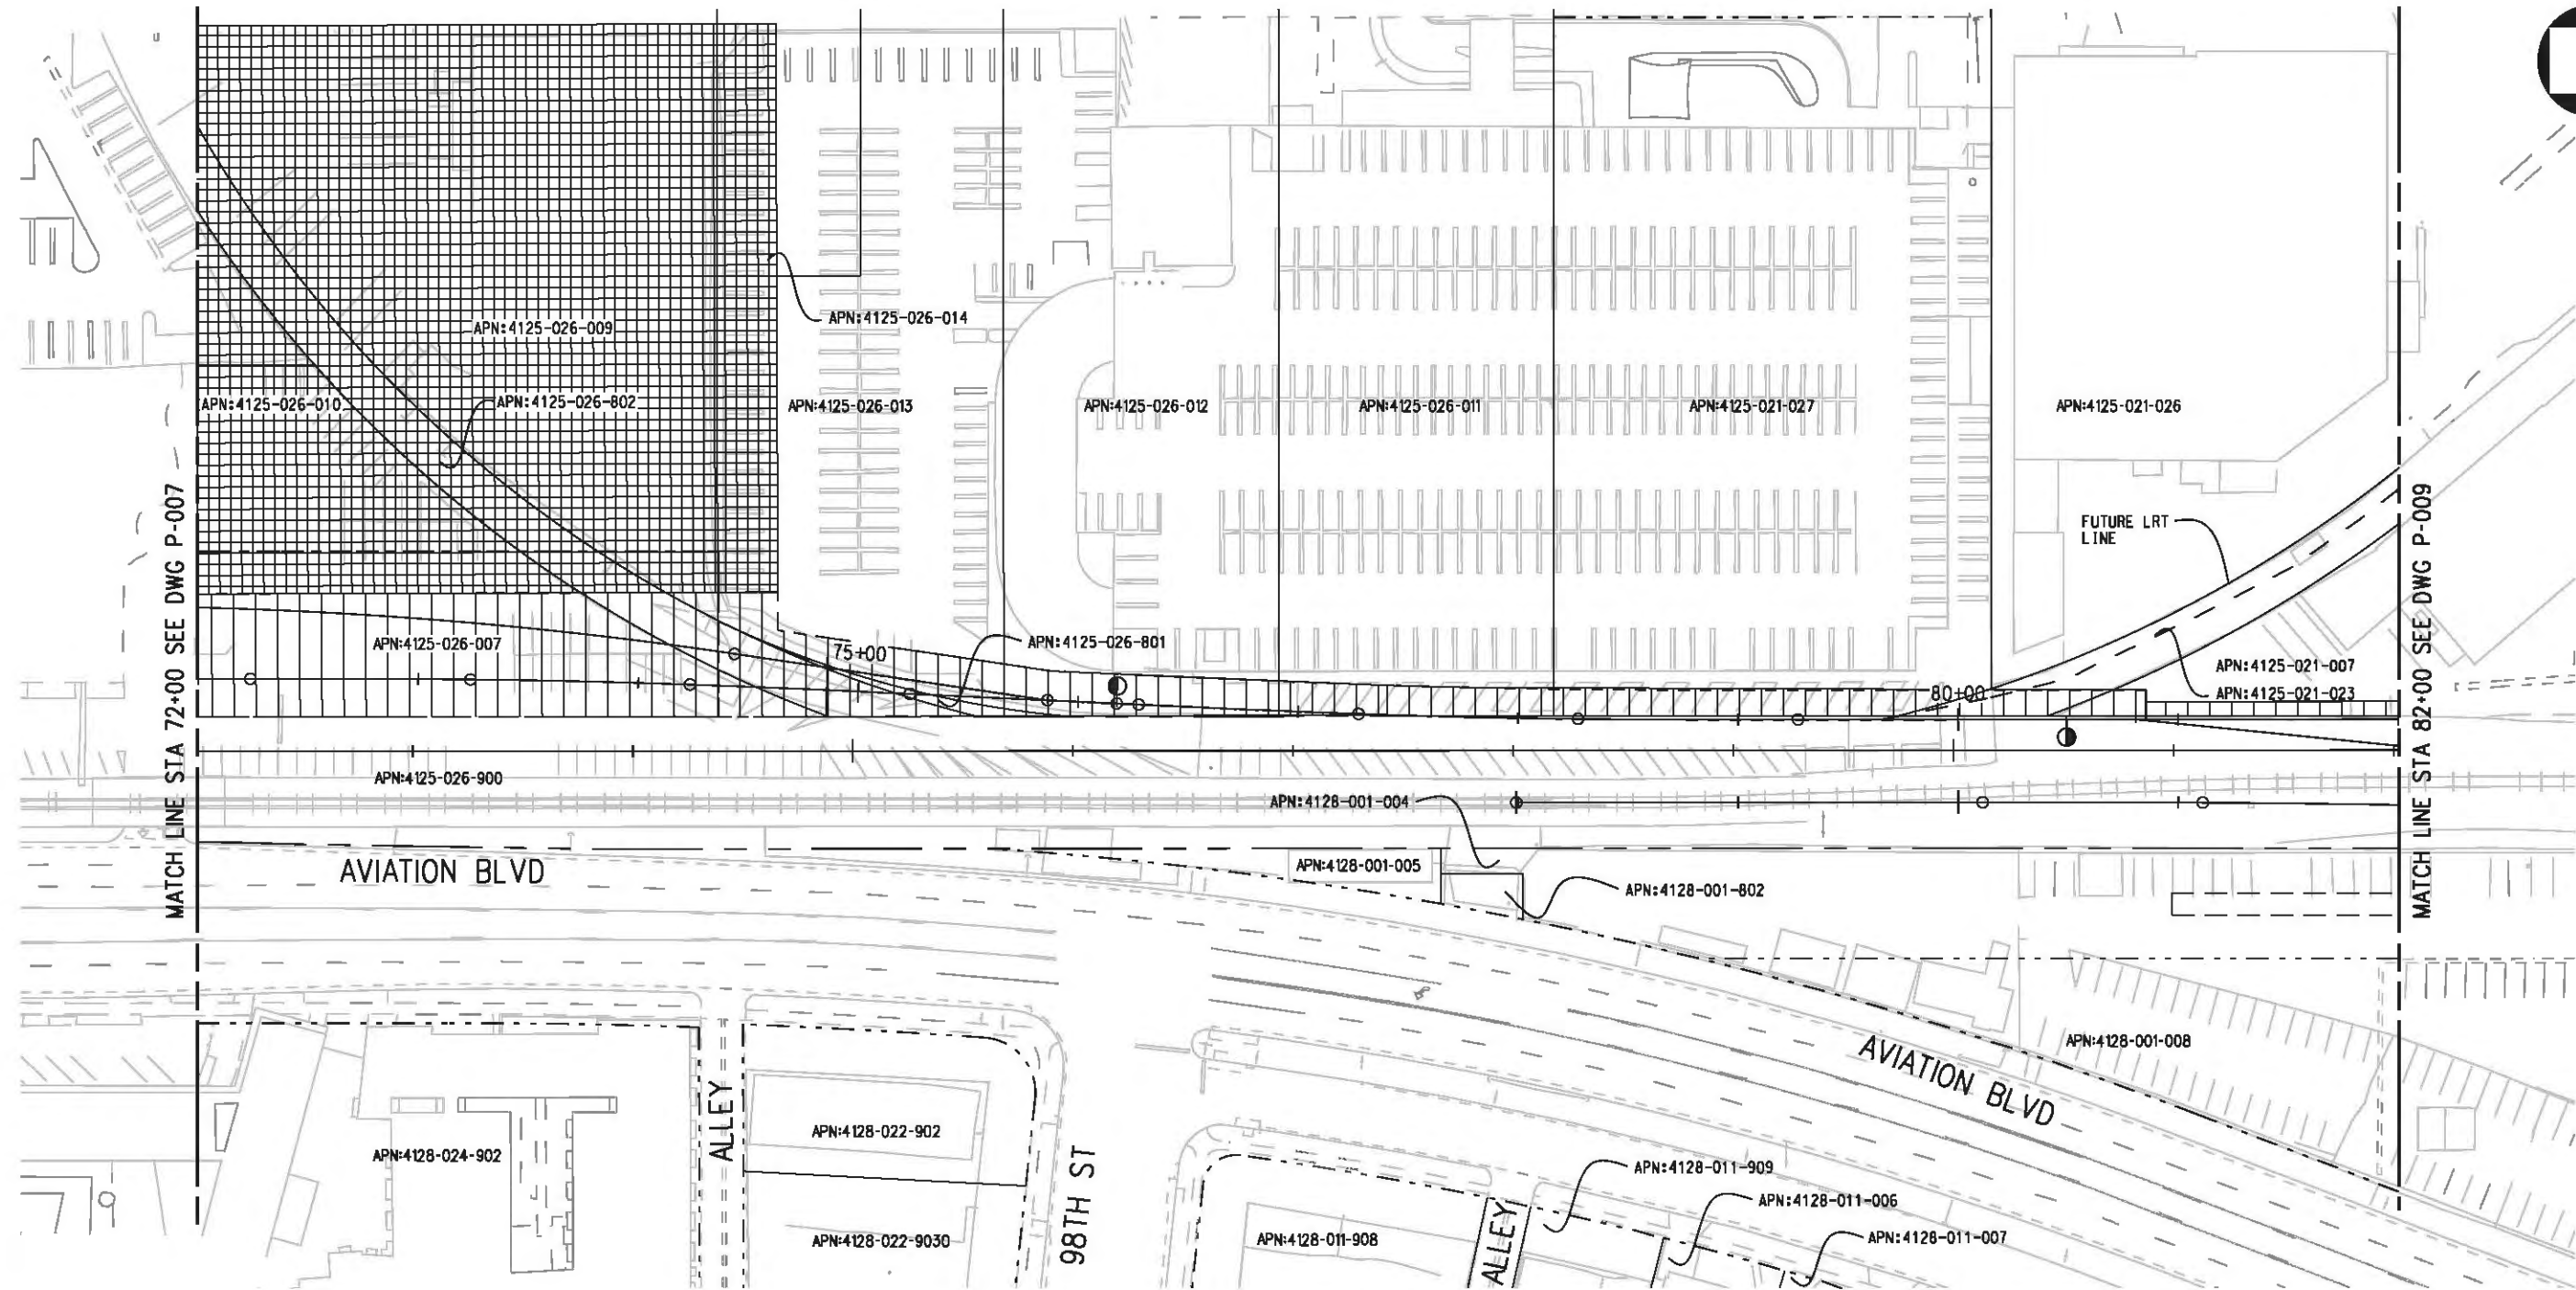 APN:4125-026-009
APN:4125-026-014
APN:4125-026-010
APN:4125-026-802
APN:4125-026-013
APN:4125-026-012
APN:4125-026-011
APN:4125-021-027
APN:4125-021-026
MATCH LINE STA 72+00 SEE DWG P-007
FUTURE LRT
LINE
MATCH LINE STA 82+00 SEE DWG P-009
APN:4125-026-007
75+00
APN:4125-026-801
APN:4125-021-007
APN:4125-021-023
80+00
APN:4125-026-900
APN:4128-001-004
AVIATION BLVD
APN:4128-001-005
APN:4128-001-802
AVIATION BLVD
APN:4128-001-008
ALLEY
APN:4128-022-902
APN:4128-024-902
98TH ST
APN:4128-011-909
APN:4128-011-006
APN:4128-022-9030
APN:4128-011-908
ALLEY
APN:4128-011-007